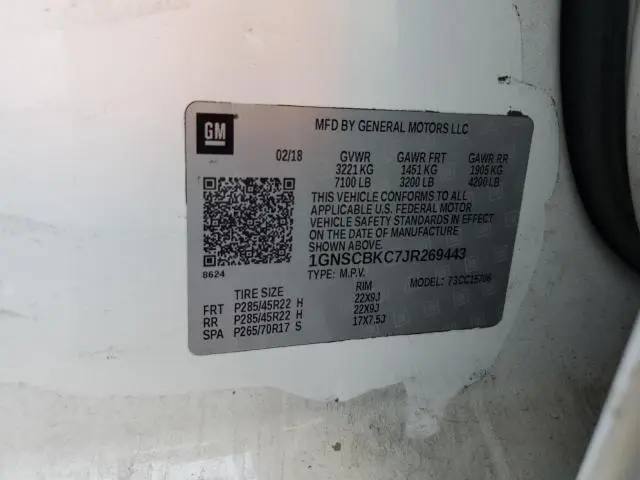 GM
MFD BY GENERAL MOTORS LLC
02/18 GVWR GAWR FRT GAWR RR
3221 KG 1451 KG 1905 KG
7100 LB 3200 LB 4200 LB
THIS VEHICLE CONFORMS TO ALL
APPLICABLE U.S. FEDERAL MOTOR
VEHICLE SAFETY STANDARDS IN EFFECT
ON THE DATE OF MANUFACTURE
SHOWN ABOVE.
1GNSCBKC7JR269443
8624
TYPE: M.P.V. MODEL: 73CC15706
TIRE SIZE RIM
FRT P285/45R22 H 22X9J
RR P285/45R22 H 22X9J
SPA P265/70R17 S 17X7.5J